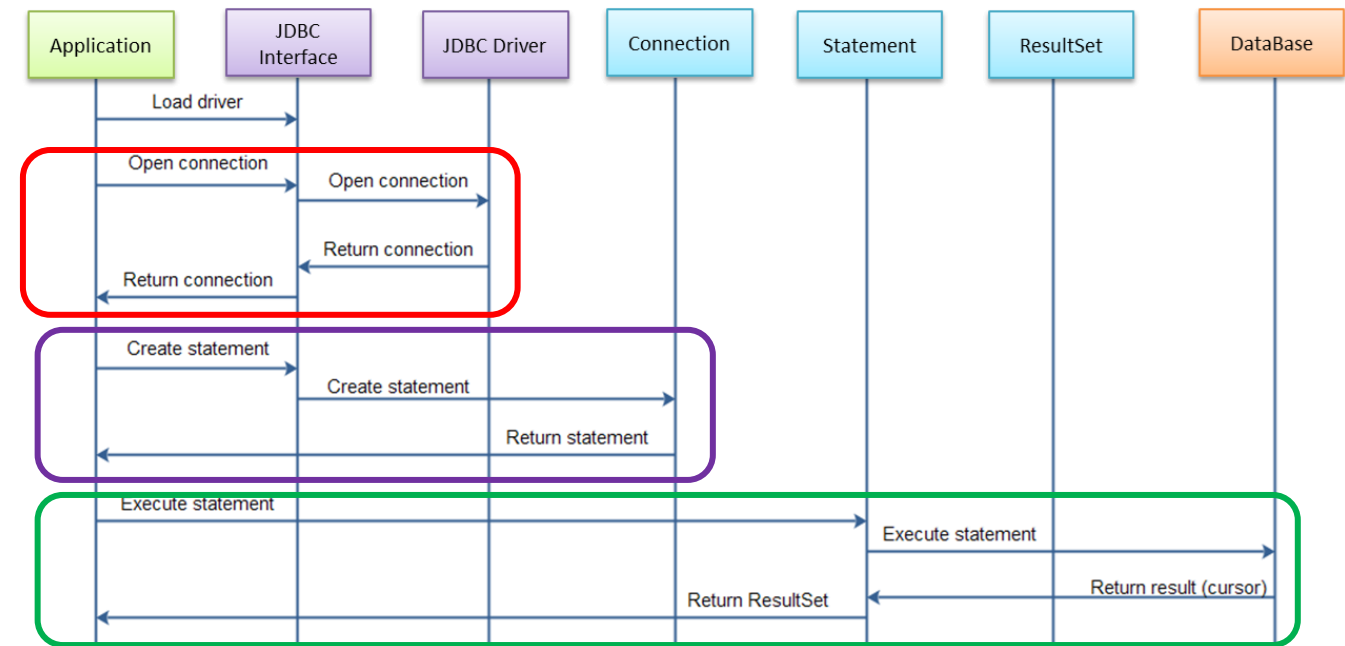 Application
JDBC
Interface
JDBC Driver
Connection
Statement
ResultSet
DataBase
Load driver
Open connection
Open connection
Return connection
Return connection
Create statement
Create statement
Return statement
Execute statement
Execute statement
Return result (cursor)
Return ResultSet